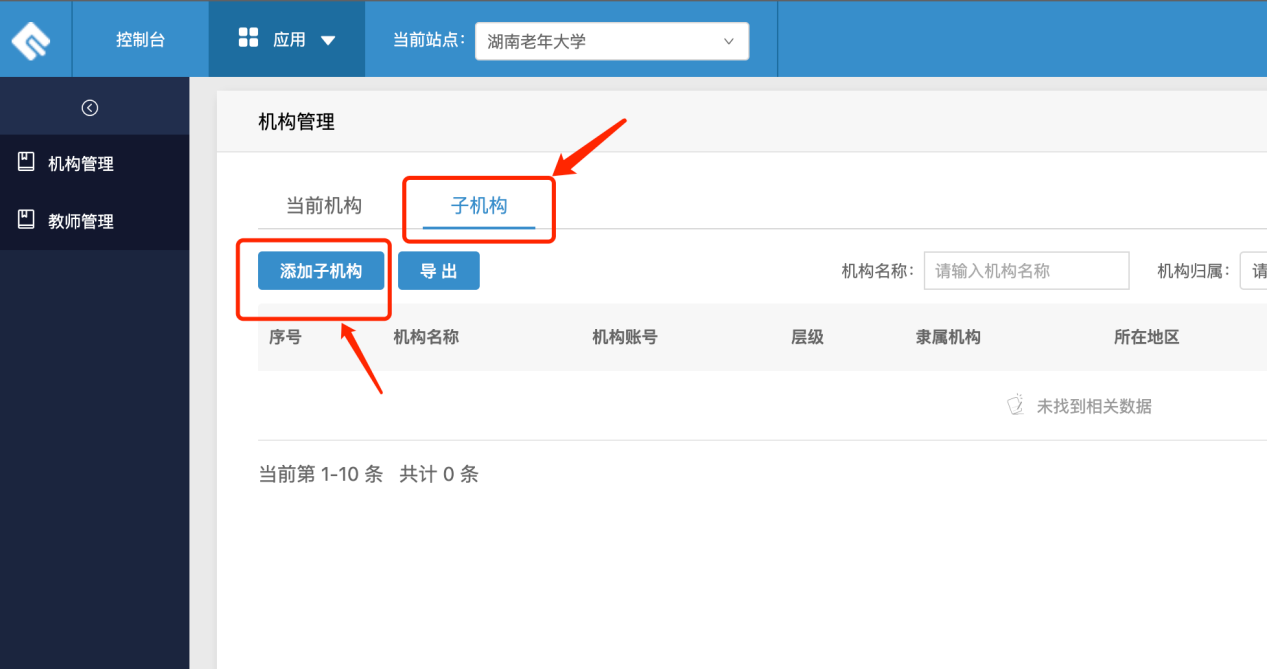 控制台 应用 当前站点： 湖南老年大学
机构管理
机构管理
教师管理
当前机构 子机构
添加子机构 导出 机构名称： 请输入机构名称 机构归属： 请
序号 机构名称 机构账号 层级 隶属机构 所在地区
未找到相关数据
当前第 1-10 条 共计 0 条